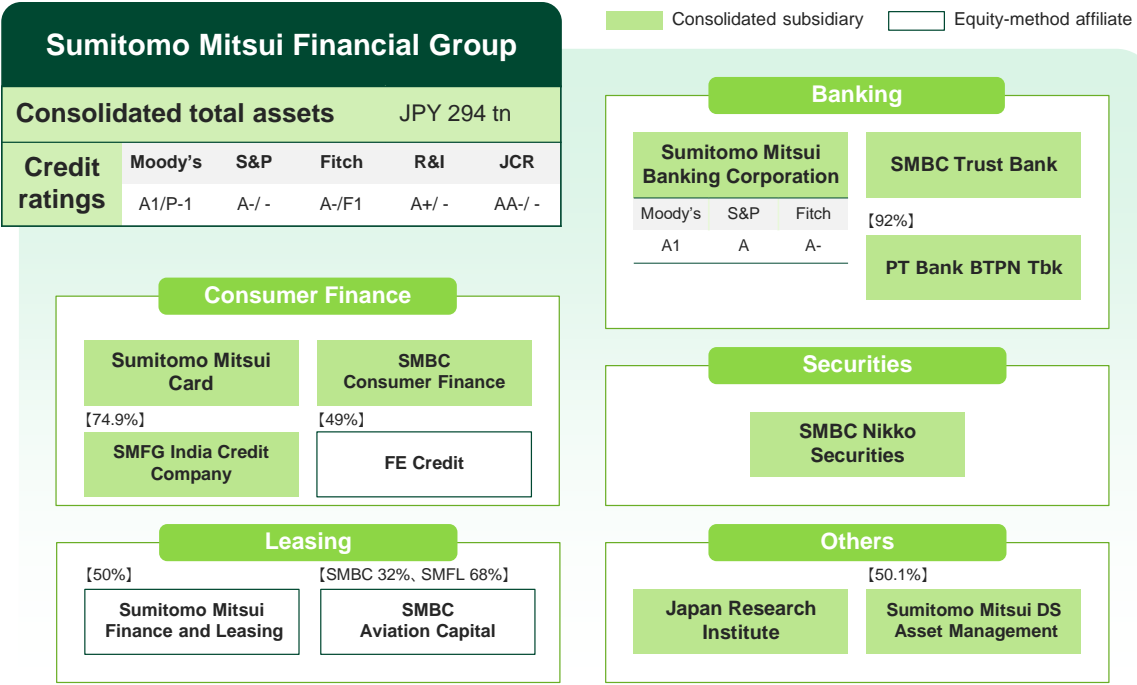 Consolidated subsidiary
Equity-method affiliate
Sumitomo Mitsui Financial Group
Consolidated total assets JPY 294 tn
Credit
ratings
Moody's S&P Fitch R&I JCR
A1/P-1 A-/ - A-/F1 A+/ - AA-/ -
Banking
Sumitomo Mitsui
Banking Corporation
Moody's S&P Fitch
A1 A A-
SMBC Trust Bank
【92%】
PT Bank BTPN Tbk
Consumer Finance
Sumitomo Mitsui
Card
SMBC
Consumer Finance
【74.9%】
SMFG India Credit
Company
【49%】
FE Credit
Securities
SMBC Nikko
Securities
Leasing
【50%】
Sumitomo Mitsui
Finance and Leasing
【SMBC 32%、SMFL 68%】
SMBC
Aviation Capital
Others
Japan Research
Institute
【50.1%】
Sumitomo Mitsui DS
Asset Management